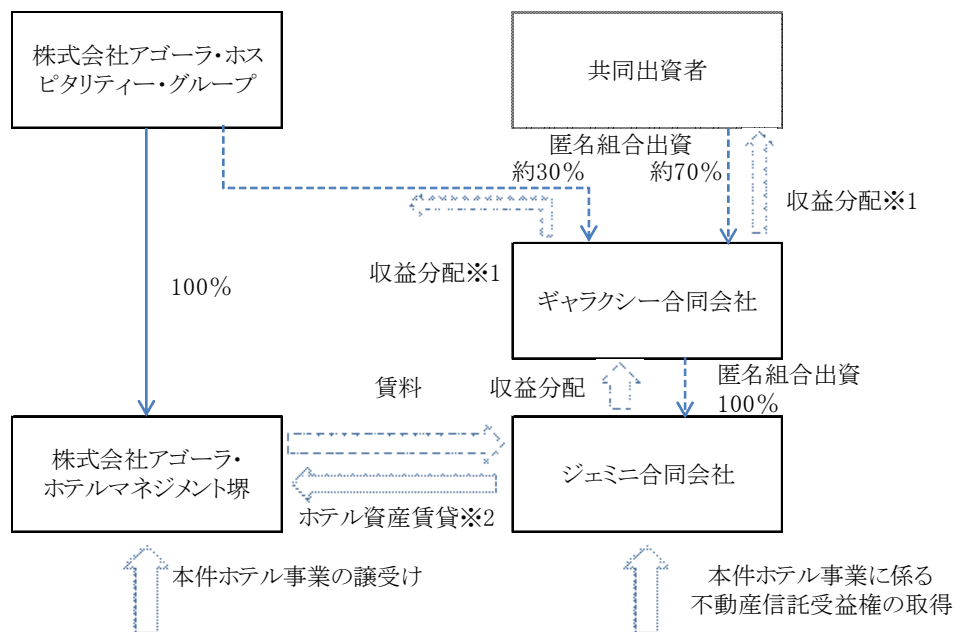 株式会社アゴーラ・ホス
ピタリティー・グループ
共同出資者
匿名組合出資
約30%
約70%
収益分配※1
収益分配※1
100%
ギャラクシー合同会社
賃料
収益分配
匿名組合出資
100%
株式会社アゴーラ・
ホテルマネジメント堺
ジェミニ合同会社
ホテル資産賃貸※2
本件ホテル事業の譲受け
本件ホテル事業に係る
不動産信託受益権の取得